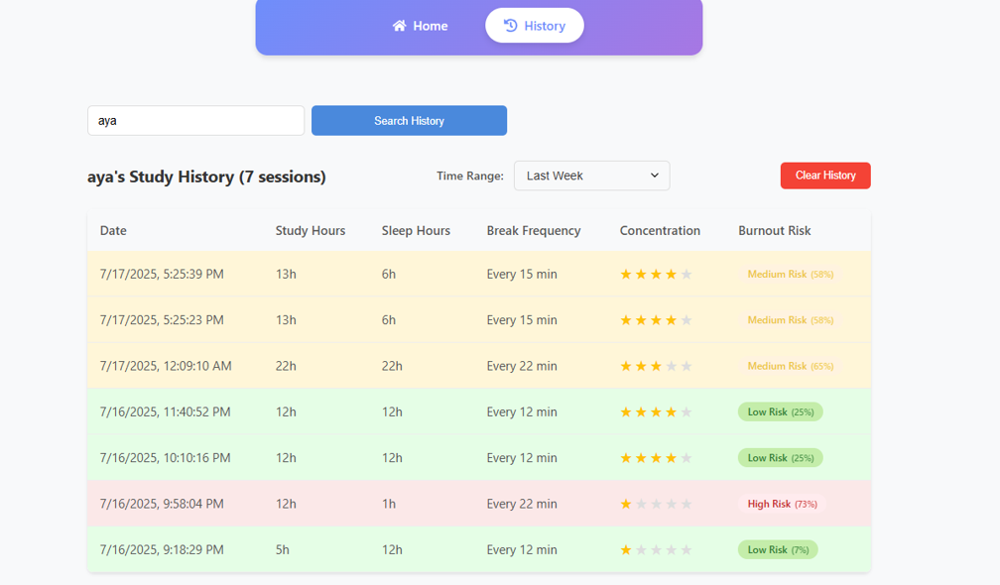 Home History
aya Search History
aya's Study History (7 sessions) Time Range: Last Week Clear History
Date Study Hours Sleep Hours Break Frequency Concentration Burnout Risk
7/17/2025, 5:25:39 PM 13h 6h Every 15 min ★★★★★ Medium Risk (58%)
7/17/2025, 5:25:23 PM 13h 6h Every 15 min ★★★★★ Medium Risk (58%)
7/17/2025, 12:09:10 AM 22h 22h Every 22 min ★★★★★ Medium Risk (65%)
7/16/2025, 11:40:52 PM 12h 12h Every 12 min ★★★★★ Low Risk (25%)
7/16/2025, 10:10:16 PM 12h 12h Every 12 min ★★★★★ Low Risk (25%)
7/16/2025, 9:58:04 PM 12h 1h Every 22 min ★★★★★ High Risk (73%)
7/16/2025, 9:18:29 PM 5h 12h Every 12 min ★★★★★ Low Risk (7%)